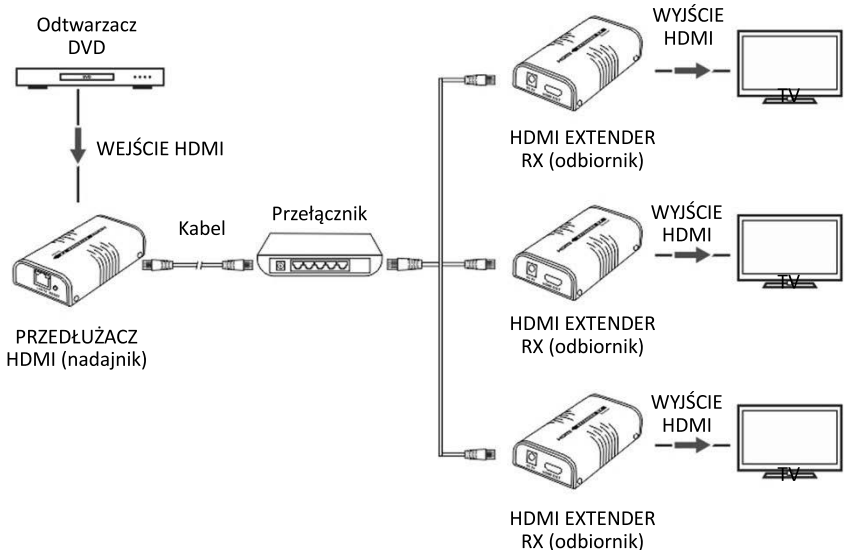 Odtwarzacz
DVD
DVD
WEJŚCIE HDMI
PRZEDŁUŻACZ
HDMI (nadajnik)
Kabel
Przełącznik
WYJŚCIE
HDMI
TV
HDMI EXTENDER
RX (odbiornik)
WYJŚCIE
HDMI
TV
HDMI EXTENDER
RX (odbiornik)
WYJŚCIE
HDMI
TV
HDMI EXTENDER
RX (odbiornik)